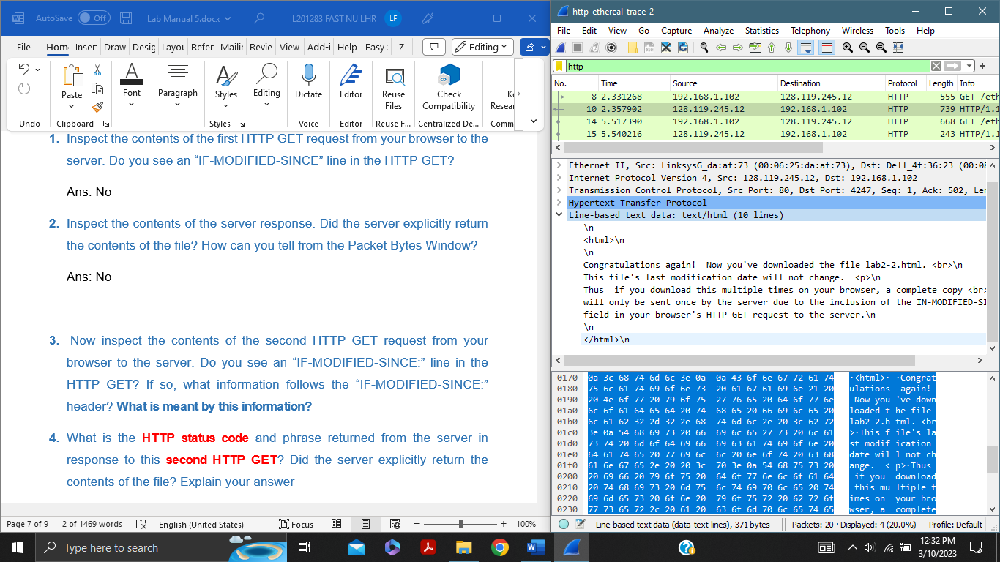 AutoSave Off Lab Manual 5.docx L201283 FAST NU LHR LF
File Hom Insert Draw Desig Layou Refer Mailir Revie View Add-i Help Easy Z Editing
Paste
Font
Paragraph
Styles
Editing
Dictate
Editor
Reuse Files
Check Compatibility
Undo Clipboard Styles Voice Editor Reuse F... Centralized De... Comm
1. Inspect the contents of the first HTTP GET request from your browser to the
server. Do you see an “IF-MODIFIED-SINCE” line in the HTTP GET?
Ans: No
2. Inspect the contents of the server response. Did the server explicitly return
the contents of the file? How can you tell from the Packet Bytes Window?
Ans: No
3. Now inspect the contents of the second HTTP GET request from your
browser to the server. Do you see an “IF-MODIFIED-SINCE:” line in the
HTTP GET? If so, what information follows the “IF-MODIFIED-SINCE:”
header? What is meant by this information?
4. What is the HTTP status code and phrase returned from the server in
response to this second HTTP GET? Did the server explicitly return the
contents of the file? Explain your answer
Page 7 of 9 2 of 1469 words English (United States) Focus 100%
http-ethereal-trace-2
File Edit View Go Capture Analyze Statistics Telephony Wireless Tools Help
http
No. Time Source Destination Protocol Length Info
8 2.331268 192.168.1.102 128.119.245.12 HTTP 555 GET /eth
10 2.357902 128.119.245.12 192.168.1.102 HTTP 739 HTTP/1.1
14 5.517390 192.168.1.102 128.119.245.12 HTTP 668 GET /eth
15 5.540216 128.119.245.12 192.168.1.102 HTTP 243 HTTP/1.1
Ethernet II, Src: LinksysG_da:af:73 (00:06:25:da:af:73), Dst: Dell_4f:36:23 (00:08
Internet Protocol Version 4, Src: 128.119.245.12, Dst: 192.168.1.102
Transmission Control Protocol, Src Port: 80, Dst Port: 4247, Seq: 1, Ack: 502, Len
Hypertext Transfer Protocol
Line-based text data: text/html (10 lines)
\n
<html>\n
\n
Congratulations again!  Now you've downloaded the file lab2-2.html. <br>\n
This file's last modification date will not change.  <p>\n
Thus  if you download this multiple times on your browser, a complete copy <br>
will only be sent once by the server due to the inclusion of the IN-MODIFIED-SI
field in your browser's HTTP GET request to the server.\n
\n
</html>\n
0170 0a 3c 68 74 6d 6c 3e 0a 0a 43 6f 6e 67 72 61 74 ·<html>· ·Congrat
0180 75 6c 61 74 69 6f 6e 73 20 61 67 61 69 6e 21 20 ulations again!
0190 20 4e 6f 77 20 79 6f 75 27 76 65 20 64 6f 77 6e Now you 've down
01a0 6c 6f 61 64 65 64 20 74 68 65 20 66 69 6c 65 20 loaded t he file
01b0 6c 61 62 32 2d 32 2e 68 74 6d 6c 2e 20 3c 62 72 lab2-2.h tml. <br
01c0 3e 0a 54 68 69 73 20 66 69 6c 65 27 73 20 6c 61 >·This f ile's la
01d0 73 74 20 6d 6f 64 69 66 69 63 61 74 69 6f 6e 20 st modif ication
01e0 64 61 74 65 20 77 69 6c 6c 20 6e 6f 74 20 63 68 date wil l not ch
01f0 61 6e 67 65 2e 20 20 3c 70 3e 0a 54 68 75 73 20 ange.  < p>·Thus
0200 20 69 66 20 79 6f 75 20 64 6f 77 6e 6c 6f 61 64 if you download
0210 20 74 68 69 73 20 6d 75 6c 74 69 70 6c 65 20 74 this mu ltiple t
0220 69 6d 65 73 20 6f 6e 20 79 6f 75 72 20 62 72 6f imes on your bro
0230 77 73 65 72 2c 20 61 20 63 6f 6d 70 6c 65 74 65 wser, a complete
Line-based text data (data-text-lines), 371 bytes Packets: 20 · Displayed: 4 (20.0%) Profile: Default
Type here to search
12:32 PM
3/10/2023